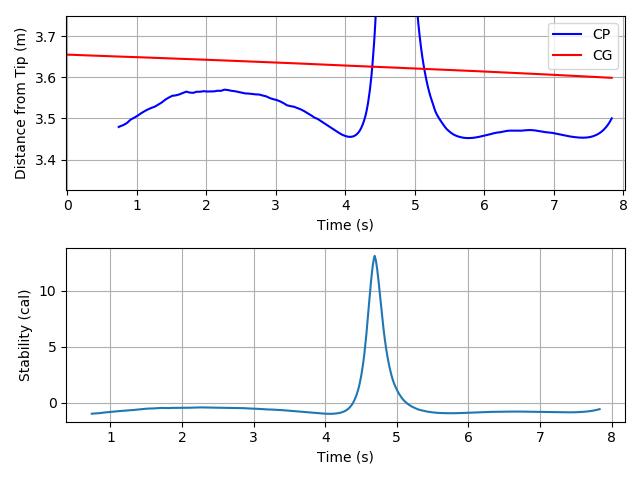 3.7
3.6
3.5
3.4
Distance from Tip (m)
CP
CG
0 1 2 3 4 5 6 7 8
Time (s)
10
5
0
Stability (cal)
1 2 3 4 5 6 7 8
Time (s)